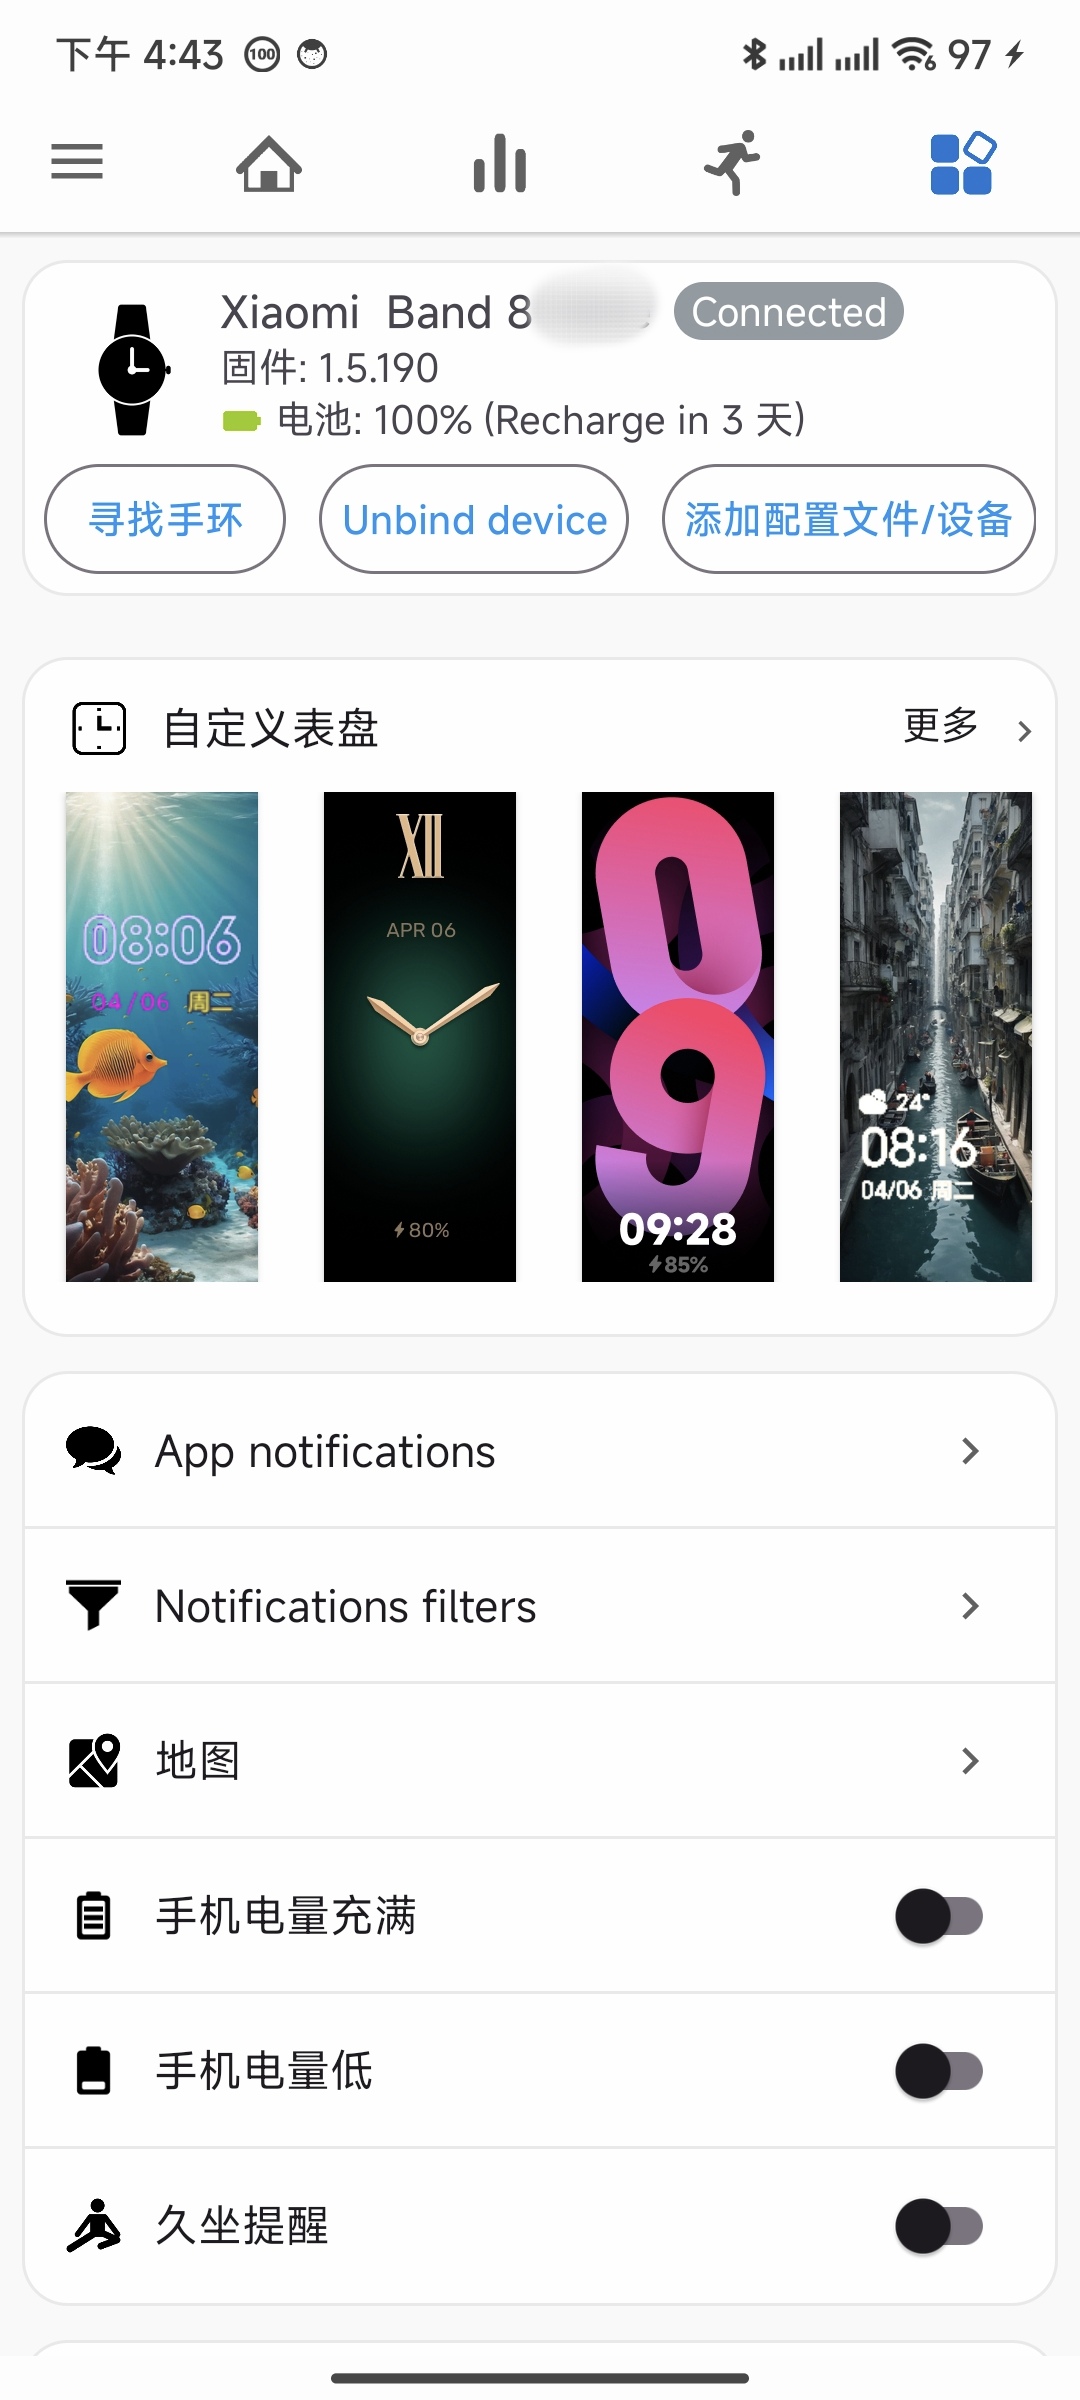 下午 4:43
100
6
97
Xiaomi Band 8
Connected
固件: 1.5.190
电池: 100% (Recharge in 3 天)
寻找手环
Unbind device
添加配置文件/设备
自定义表盘
更多
08:06
04/06 周二
XII
APR 06
80%
09
09:28
85%
24°
08:16
04/06 周二
App notifications
Notifications filters
地图
手机电量充满
手机电量低
久坐提醒